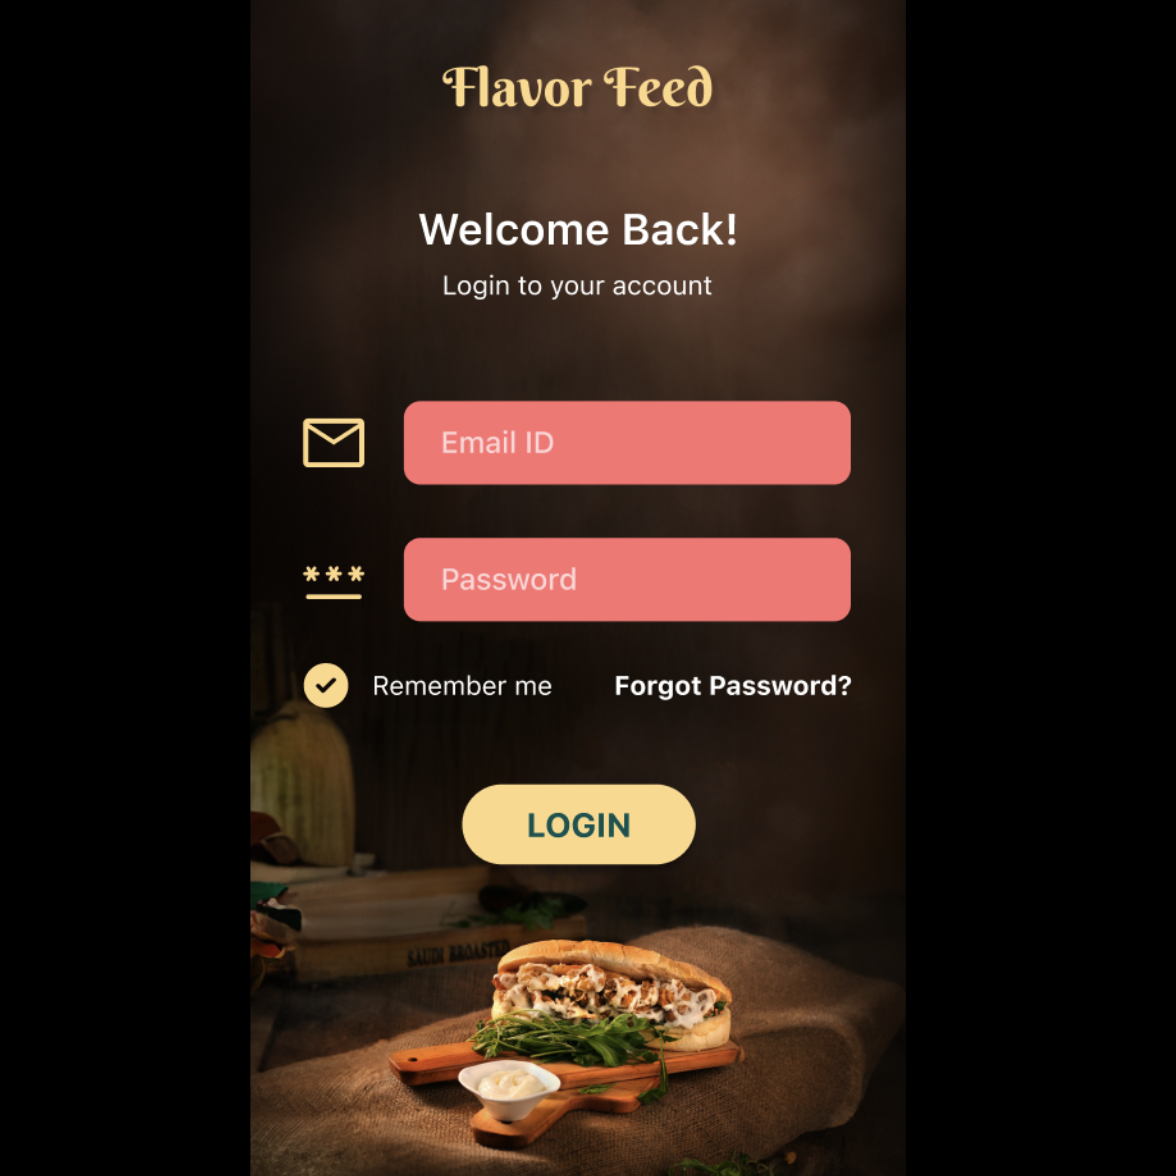 Flavor Feed
Welcome Back!
Login to your account
Email ID
***
Password
Remember me
Forgot Password?
LOGIN
SAUDI BROASTED